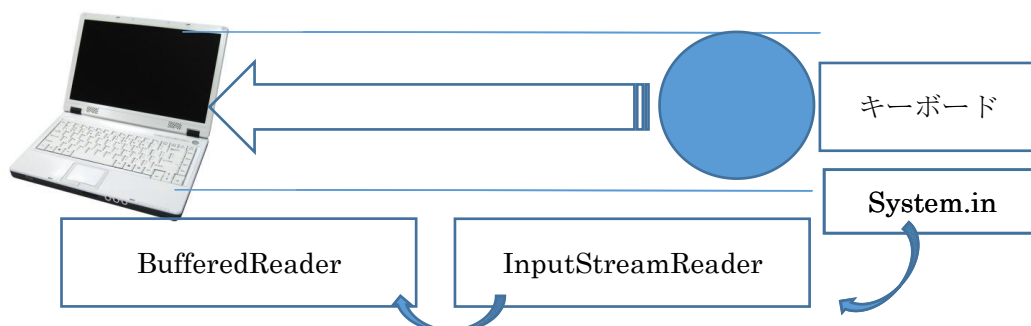 キーボード
System.in
BufferedReader
InputStreamReader